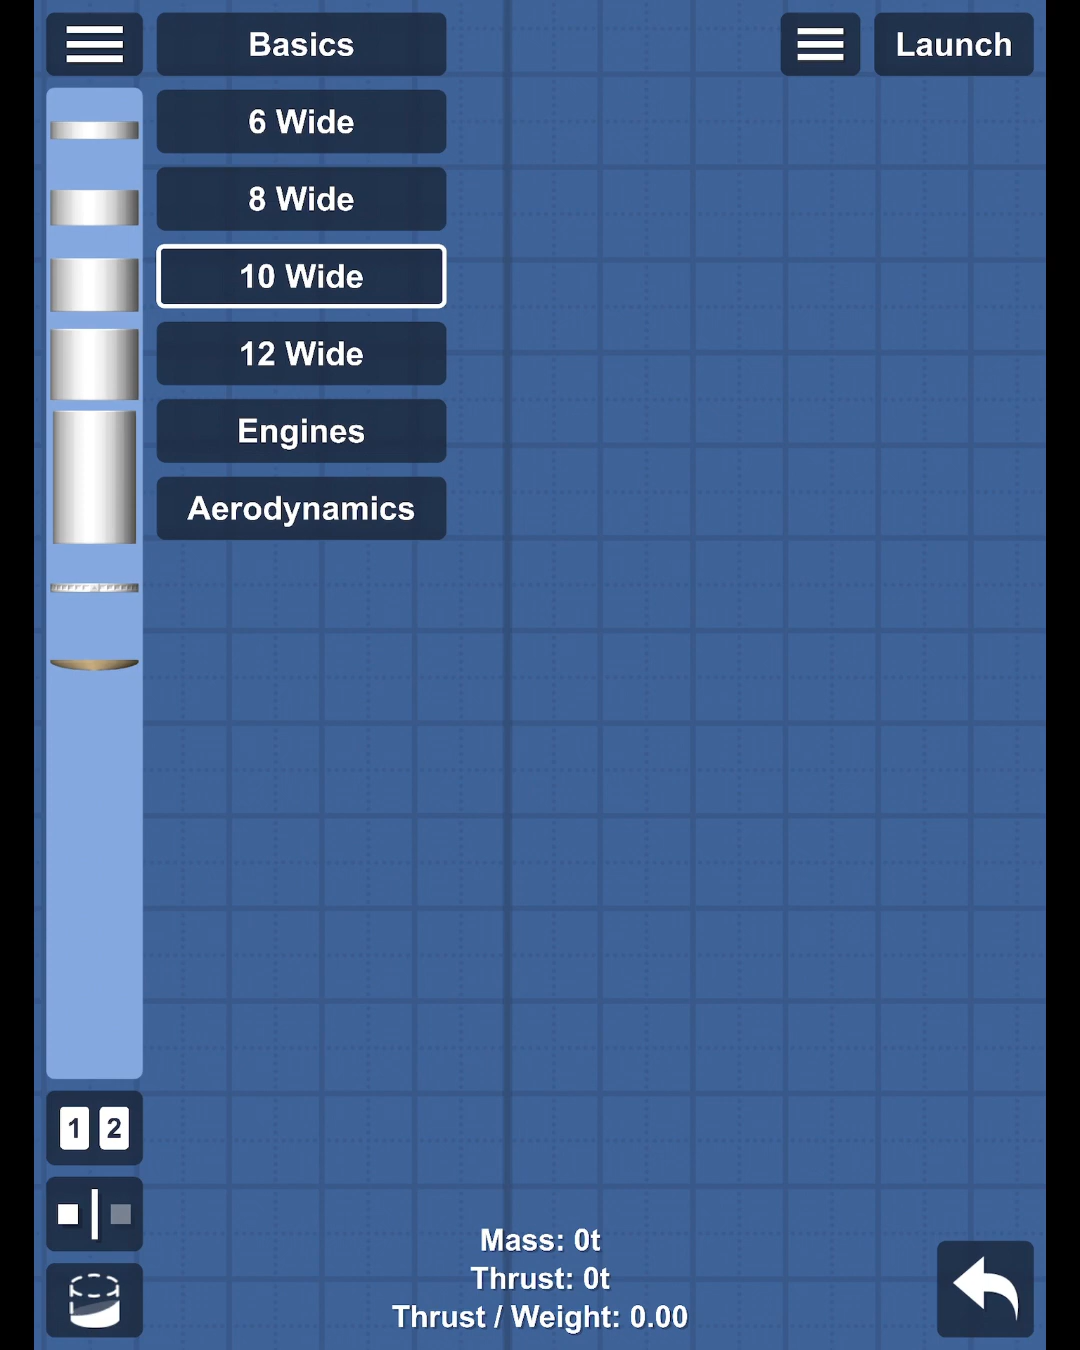 Basics
Launch
6 Wide
8 Wide
10 Wide
12 Wide
Engines
Aerodynamics
1 2
Mass: 0t
Thrust: 0t
Thrust / Weight: 0.00